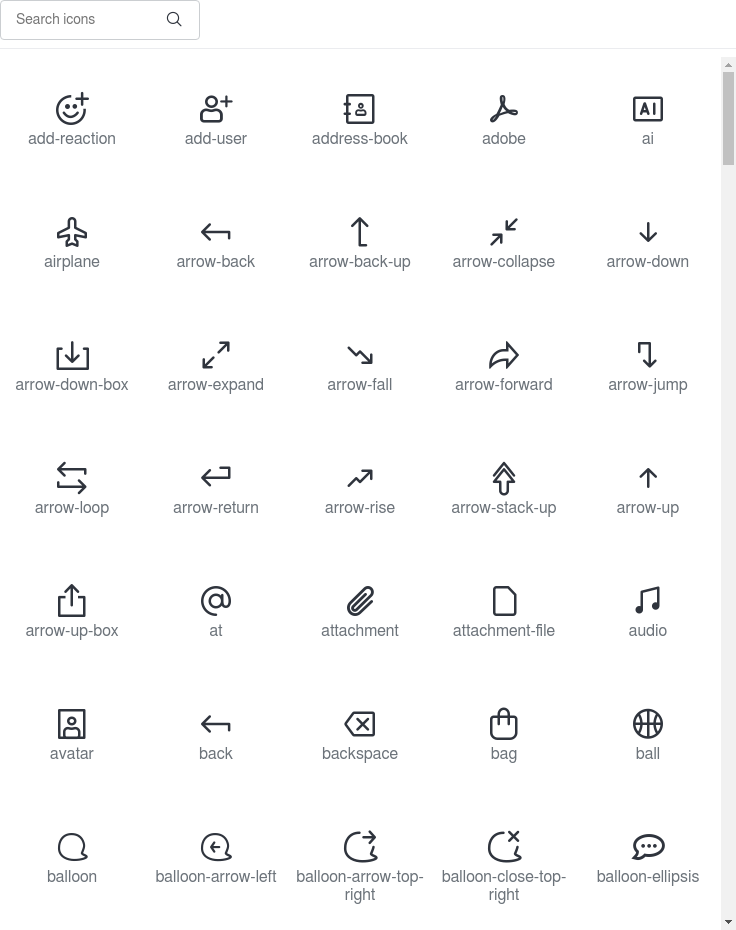 Search icons
add-reaction
add-user
address-book
adobe
AI
ai
airplane
arrow-back
arrow-back-up
arrow-collapse
arrow-down
arrow-down-box
arrow-expand
arrow-fall
arrow-forward
arrow-jump
arrow-loop
arrow-return
arrow-rise
arrow-stack-up
arrow-up
arrow-up-box
at
attachment
attachment-file
audio
avatar
back
backspace
bag
ball
balloon
balloon-arrow-left
balloon-arrow-top-
right
balloon-close-top-
right
balloon-ellipsis